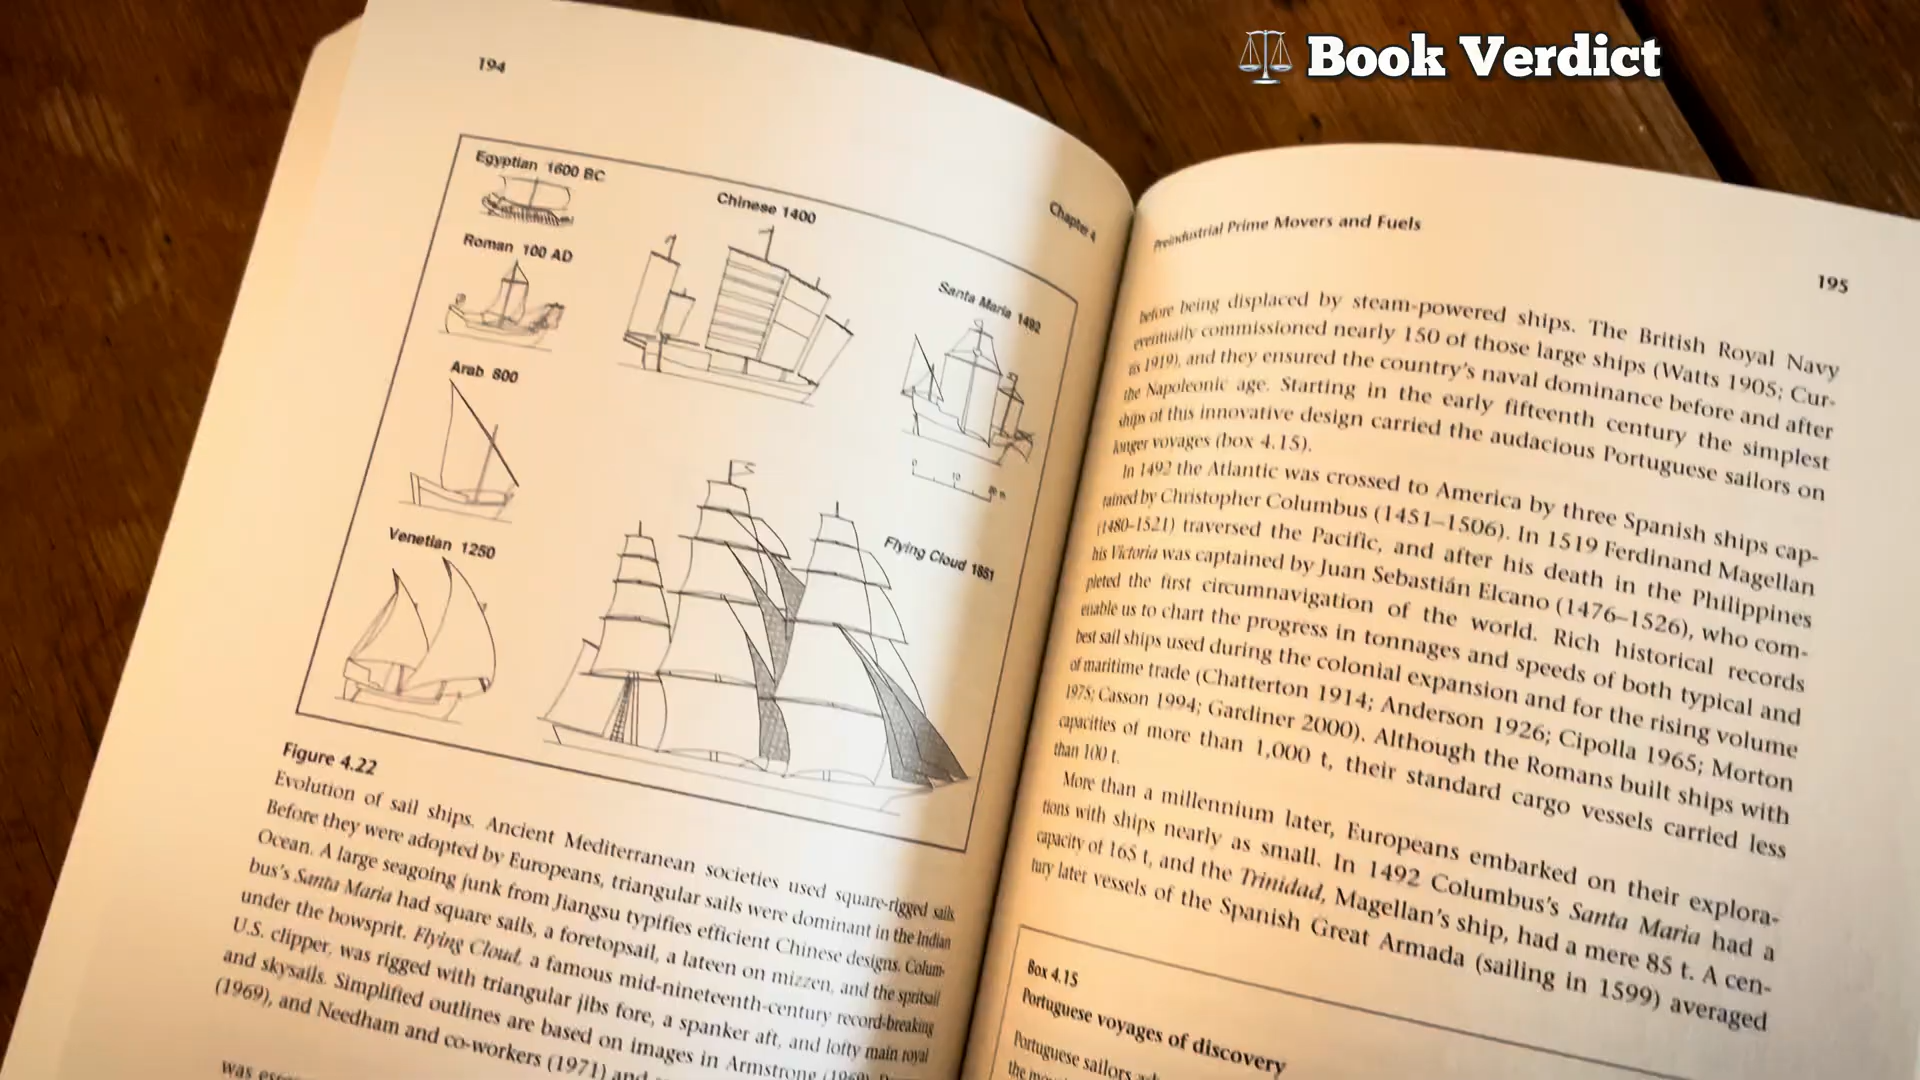 Book Verdict
194
Chapter 4
Egyptian 1600 BC
Roman 100 AD
Arab 800
Venetian 1250
Chinese 1400
Santa Maria 1492
0 10
Flying Cloud 1851
Figure 4.22
Evolution of sail ships. Ancient Mediterranean societies used square-rigged sails.
Before they were adopted by Europeans, triangular sails were dominant in the Indian
Ocean. A large seagoing junk from Jiangsu typifies efficient Chinese designs. Colum-
bus's Santa Maria had square sails, a foretopsail, a lateen on mizzen, and the spritsail
under the bowsprit. Flying Cloud, a famous mid-nineteenth-century record-breaking
U.S. clipper, was rigged with triangular jibs fore, a spanker aft, and lofty main royal
and skysails. Simplified outlines are based on images in Armstrong (1969),
(1969), and Needham and co-workers (1971) and
was
Preindustrial Prime Movers and Fuels
195
before being displaced by steam-powered ships. The British Royal Navy
eventually commissioned nearly 150 of those large ships (Watts 1905; Cur-
tis 1919), and they ensured the country's naval dominance before and after
the Napoleonic age. Starting in the early fifteenth century the simplest
ships of this innovative design carried the audacious Portuguese sailors on
longer voyages (box 4.15).
In 1492 the Atlantic was crossed to America by three Spanish ships cap-
tained by Christopher Columbus (1451–1506). In 1519 Ferdinand Magellan
(1480–1521) traversed the Pacific, and after his death in the Philippines
his Victoria was captained by Juan Sebastián Elcano (1476–1526), who com-
pleted the first circumnavigation of the world. Rich historical records
enable us to chart the progress in tonnages and speeds of both typical and
best sail ships used during the colonial expansion and for the rising volume
of maritime trade (Chatterton 1914; Anderson 1926; Cipolla 1965; Morton
1975; Casson 1994; Gardiner 2000). Although the Romans built ships with
capacities of more than 1,000 t, their standard cargo vessels carried less
than 100 t.
More than a millennium later, Europeans embarked on their explora-
tions with ships nearly as small. In 1492 Columbus's Santa Maria had a
capacity of 165 t, and the Trinidad, Magellan's ship, had a mere 85 t. A cen-
tury later vessels of the Spanish Great Armada (sailing in 1599) averaged
Box 4.15
Portuguese voyages of discovery
Portuguese sailors
the